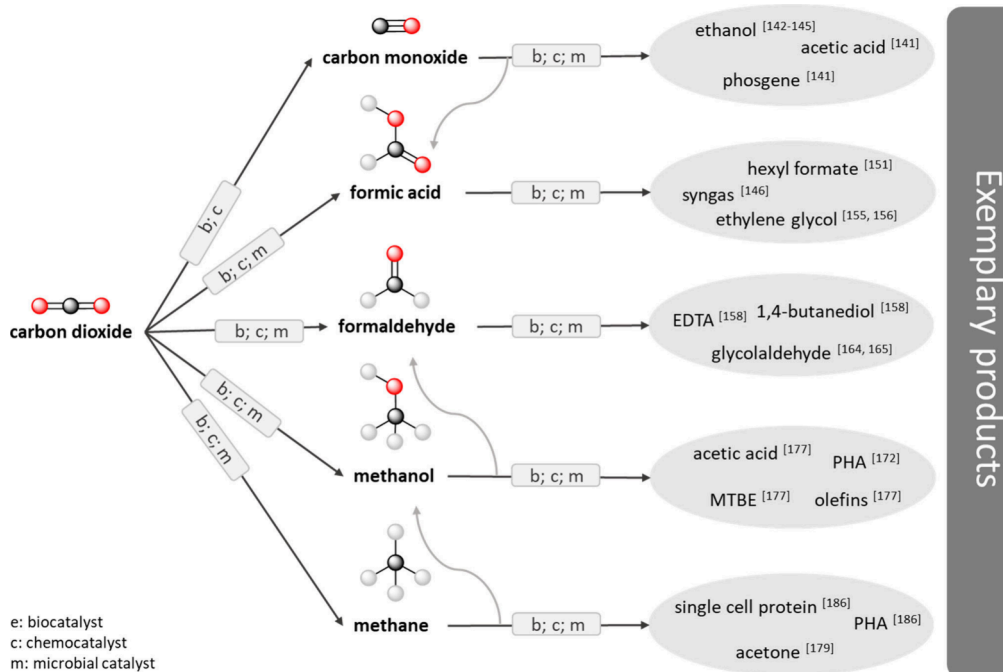 carbon monoxide
b; c; m
ethanol [142-145]
acetic acid [141]
phosgene [141]
b; c
formic acid
b; c; m
hexyl formate [151]
syngas [146]
ethylene glycol [155, 156]
b; c; m
carbon dioxide
b; c; m
formaldehyde
b; c; m
EDTA [158] 1,4-butanediol [158]
glycolaldehyde [164, 165]
b; c; m
methanol
b; c; m
acetic acid [177]
PHA [172]
MTBE [177] olefins [177]
b; c; m
methane
b; c; m
single cell protein [186]
PHA [186]
acetone [179]
e: biocatalyst
c: chemocatalyst
m: microbial catalyst
Exemplary products